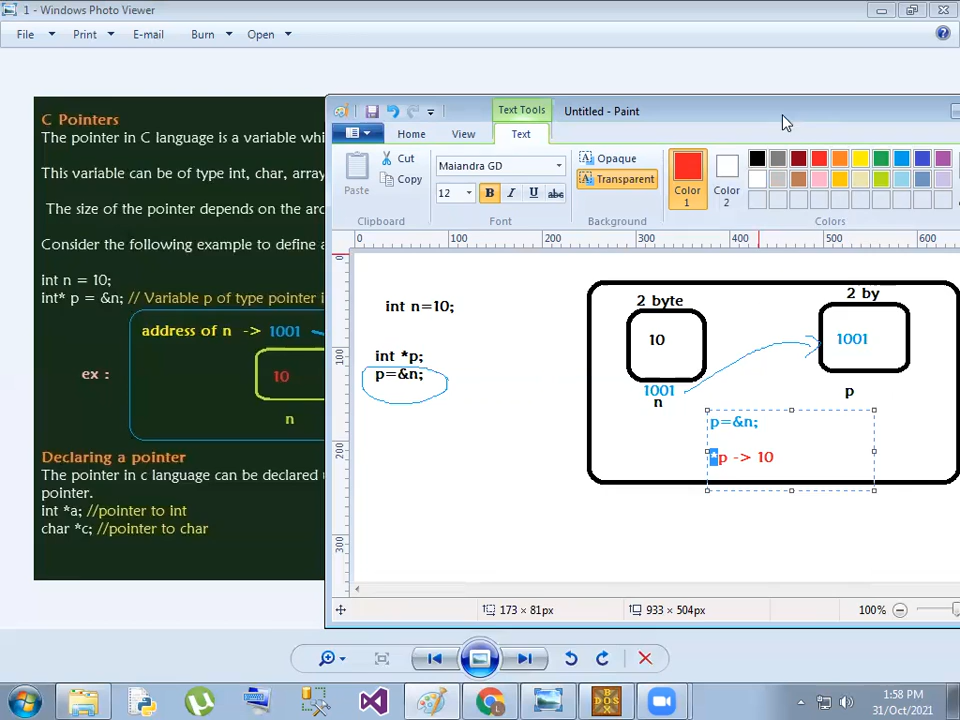 1 - Windows Photo Viewer
File Print E-mail Burn Open
C Pointers
The pointer in C language is a variable
This variable can be of type int, char, array
The size of the pointer depends on the
Consider the following example to define a
int n = 10;
int* p = &n; // Variable p of type pointer i
address of n -> 1001
ex :
10
n
Declaring a pointer
The pointer in c language can be declared
pointer.
int *a; //pointer to int
char *c; //pointer to char
Text Tools
Untitled - Paint
Home View Text
Paste
Cut
Copy
Clipboard
Maiandra GD
12 B I U abc
Font
Opaque
Transparent
Background
Color 1
Color 2
Colors
0 100 200 300 400 500 600
0
100
200
300
int n=10;
int *p;
p=&n;
2 byte
10
1001
n
2 by
1001
p
p=&n;
*p -> 10
173 × 81px
933 × 504px
100%
1:58 PM
31/Oct/2021